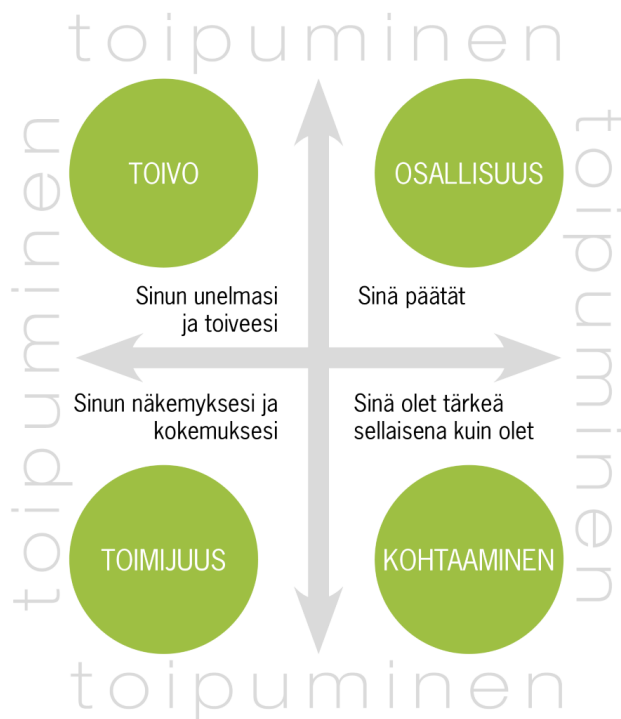 toipuminen
toipuminen
TOIVO
OSALLISUUS
toipuminen
Sinun unelmasi
ja toiveesi
Sinä päätät
Sinun näkemyksesi ja
kokemuksesi
Sinä olet tärkeä
sellaisena kuin olet
TOIMIJUUS
KOHTAAMINEN
toipuminen